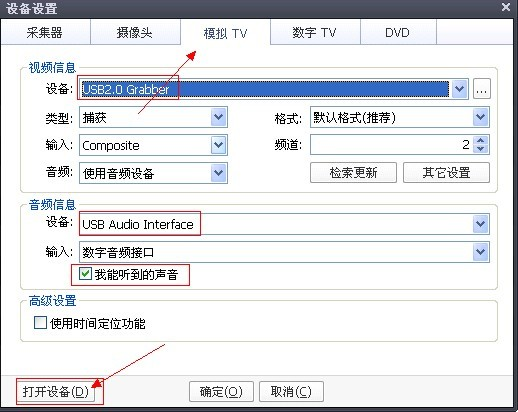 设备设置
采集器 摄像头 模拟 TV 数字 TV DVD
视频信息
设备: USB2.0 Grabber ...
类型: 捕获 格式: 默认格式(推荐)
输入: Composite 频道: 2
音频: 使用音频设备 检索更新 其它设置
音频信息
设备: USB Audio Interface
输入: 数字音频接口
我能听到的声音
高级设置
使用时间定位功能
打开设备(D) 确定(O) 取消(C)